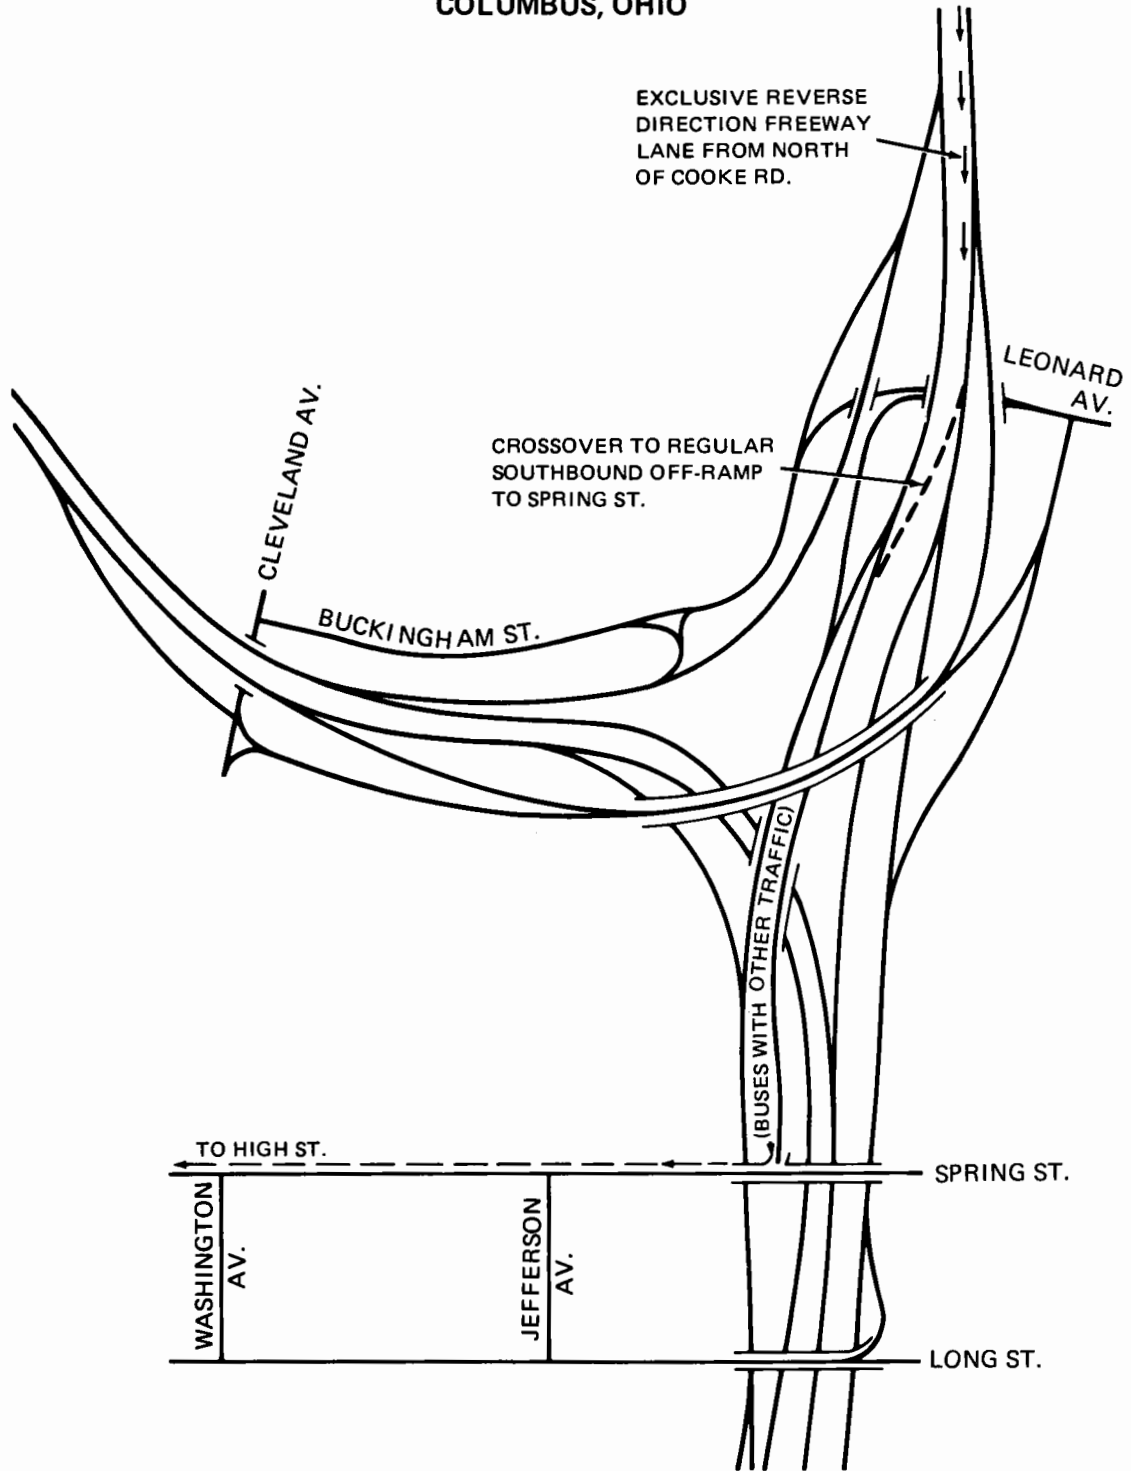 COLUMBUS, OHIO
EXCLUSIVE REVERSE
DIRECTION FREEWAY
LANE FROM NORTH
OF COOKE RD.
LEONARD
AV.
CLEVELAND AV.
CROSSOVER TO REGULAR
SOUTHBOUND OFF-RAMP
TO SPRING ST.
BUCKINGHAM ST.
(BUSES WITH OTHER TRAFFIC)
TO HIGH ST.
SPRING ST.
WASHINGTON
AV.
JEFFERSON
AV.
LONG ST.